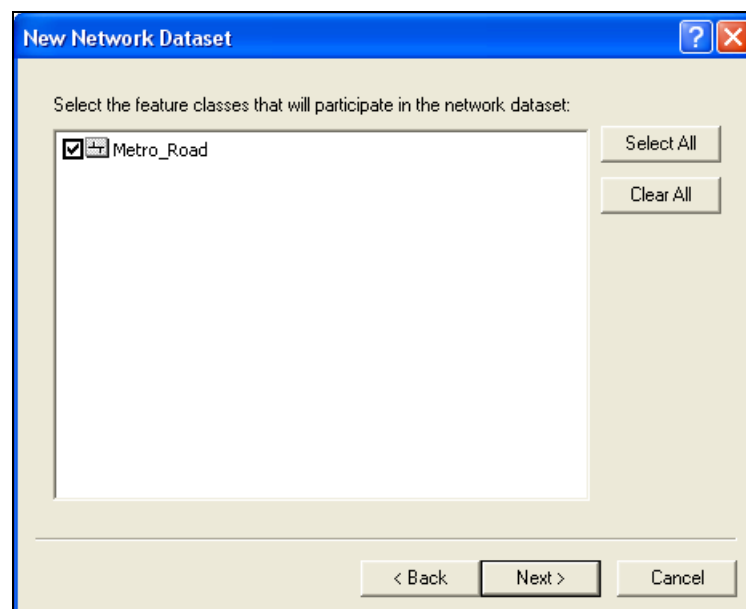 New Network Dataset
Select the feature classes that will participate in the network dataset:
Metro_Road
Select All
Clear All
< Back
Next >
Cancel